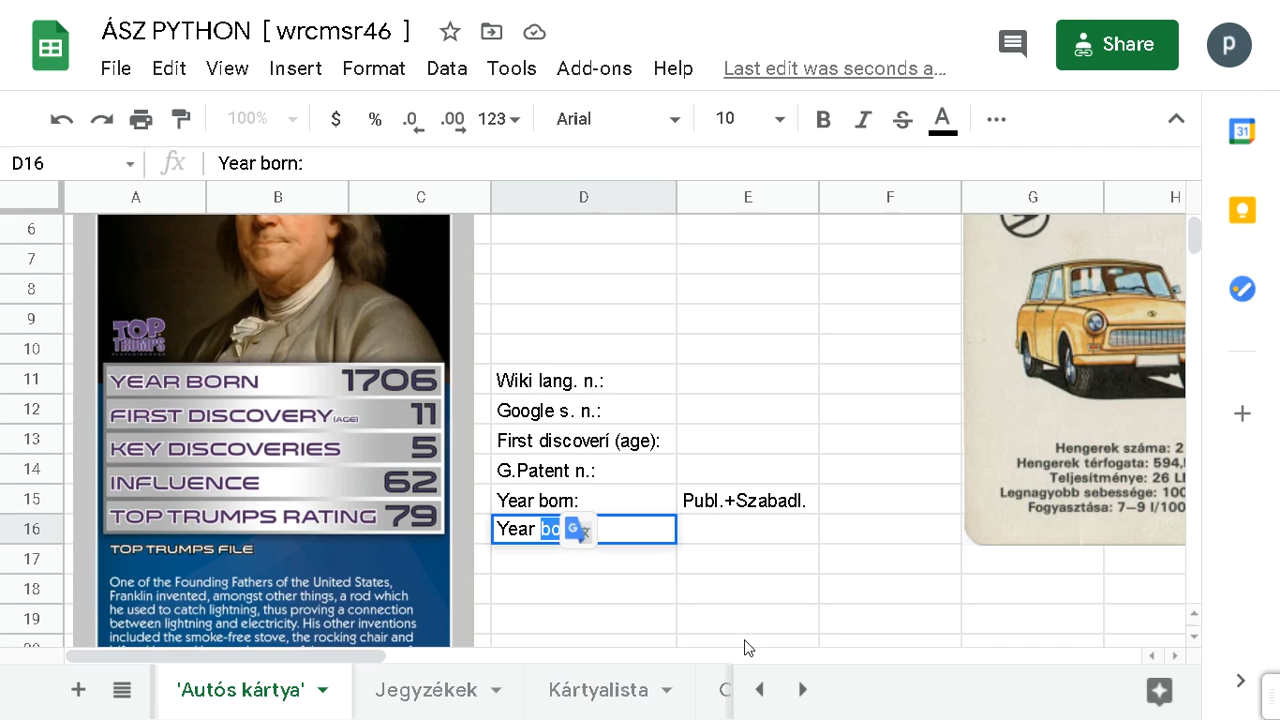 ÁSZ PYTHON [ wrcmsr46 ]
File Edit View Insert Format Data Tools Add-ons Help Last edit was seconds a...
Share
p
100% $ % .0 .00 123 Arial 10 B I S A
31
D16 fx Year born:
A B C D E F G H
6
7
8
9
10
TOP TRUMPS
11 Wiki lang. n.:
12 Google s. n.:
13 First discoverí (age):
14 G.Patent n.:
15 Year born: Publ.+Szabadl.
16 Year bo
17
18
19
YEAR BORN 1706
FIRST DISCOVERY (AGE) 11
KEY DISCOVERIES 5
INFLUENCE 62
TOP TRUMPS RATING 79
TOP TRUMPS FILE
One of the Founding Fathers of the United States,
Franklin invented, amongst other things, a rod which
he used to catch lightning, thus proving a connection
between lightning and electricity. His other inventions
included the smoke-free stove, the rocking chair and
Hengerek száma: 2
Hengerek térfogata: 594,
Teljesítmény: 26 L
Legnagyobb sebessége: 100
Fogyasztása: 7–9 l/100
'Autós kártya' Jegyzékek Kártyalista